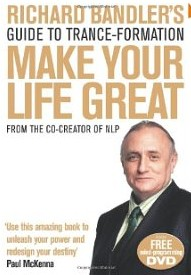 RICHARD BANDLER'S
GUIDE TO TRANCE-FORMATION
MAKE YOUR
LIFE GREAT
FROM THE CO-CREATOR OF NLP
'Use this amazing book to
unleash your power and
redesign your destiny'
Paul McKenna
FREE
DVD